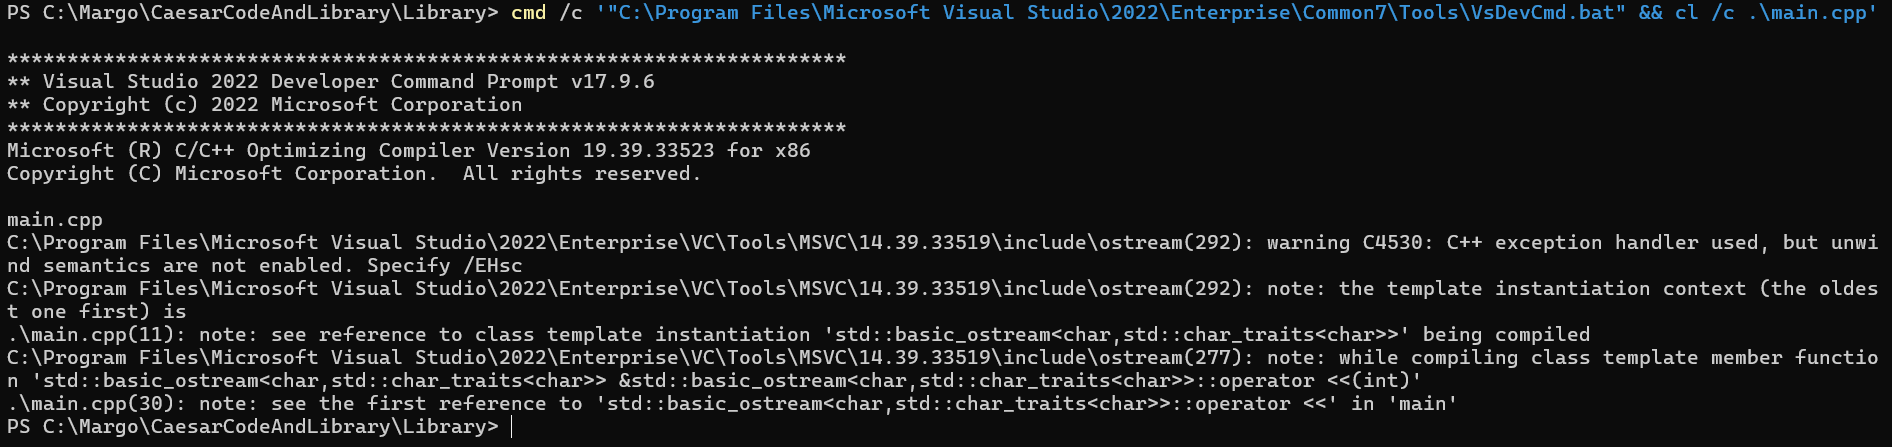 PS C:\Margo\CaesarCodeAndLibrary\Library> cmd /c '"C:\Program Files\Microsoft Visual Studio\2022\Enterprise\Common7\Tools\VsDevCmd.bat" && cl /c .\main.cpp'
**********************************************************************
** Visual Studio 2022 Developer Command Prompt v17.9.6
** Copyright (c) 2022 Microsoft Corporation
**********************************************************************
Microsoft (R) C/C++ Optimizing Compiler Version 19.39.33523 for x86
Copyright (C) Microsoft Corporation.  All rights reserved.
main.cpp
C:\Program Files\Microsoft Visual Studio\2022\Enterprise\VC\Tools\MSVC\14.39.33519\include\ostream(292): warning C4530: C++ exception handler used, but unwi
nd semantics are not enabled. Specify /EHsc
C:\Program Files\Microsoft Visual Studio\2022\Enterprise\VC\Tools\MSVC\14.39.33519\include\ostream(292): note: the template instantiation context (the oldes
t one first) is
.\main.cpp(11): note: see reference to class template instantiation 'std::basic_ostream<char,std::char_traits<char>>' being compiled
C:\Program Files\Microsoft Visual Studio\2022\Enterprise\VC\Tools\MSVC\14.39.33519\include\ostream(277): note: while compiling class template member functio
n 'std::basic_ostream<char,std::char_traits<char>> &std::basic_ostream<char,std::char_traits<char>>::operator <<(int)'
.\main.cpp(30): note: see the first reference to 'std::basic_ostream<char,std::char_traits<char>>::operator <<' in 'main'
PS C:\Margo\CaesarCodeAndLibrary\Library>